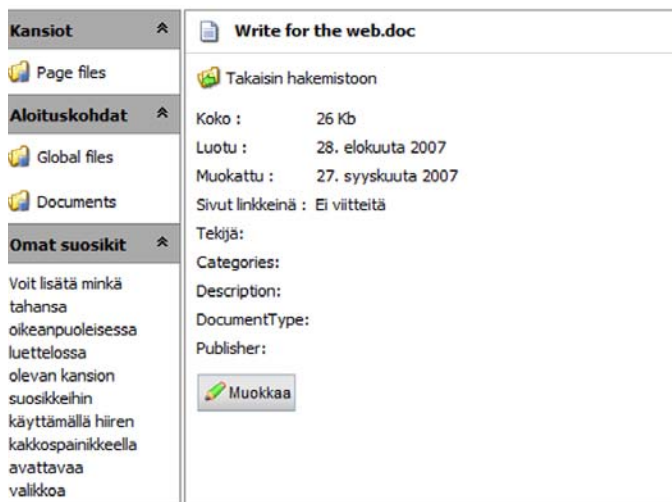 Kansiot
Page files
Aloituskohdat
Global files
Documents
Omat suosikit
Voit lisätä minkä
tahansa
oikeanpuoleisessa
luettelossa
olevan kansion
suosikkeihin
käyttämällä hiiren
kakkospainikkeella
avattavaa
valikkoa
Write for the web.doc
Takaisin hakemistoon
Koko : 26 Kb
Luotu : 28. elokuuta 2007
Muokattu : 27. syyskuuta 2007
Sivut linkkeinä : Ei viitteitä
Tekijä:
Categories:
Description:
DocumentType:
Publisher:
Muokkaa